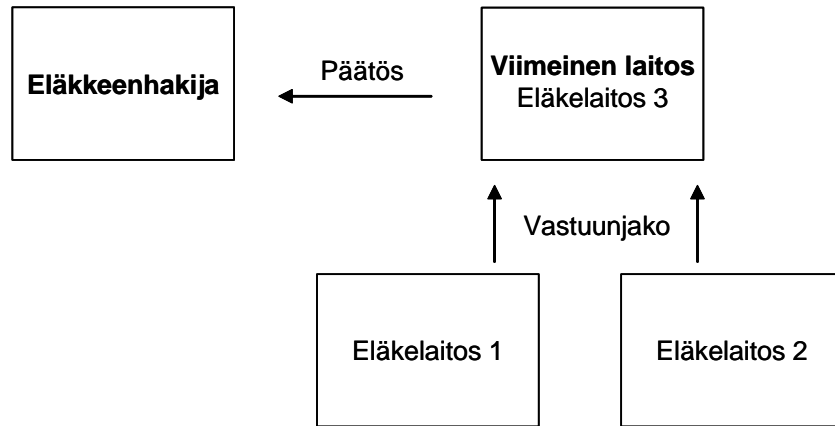 Eläkkeenhakija
Päätös
Viimeinen laitos
Eläkelaitos 3
Vastuunjako
Eläkelaitos 1
Eläkelaitos 2